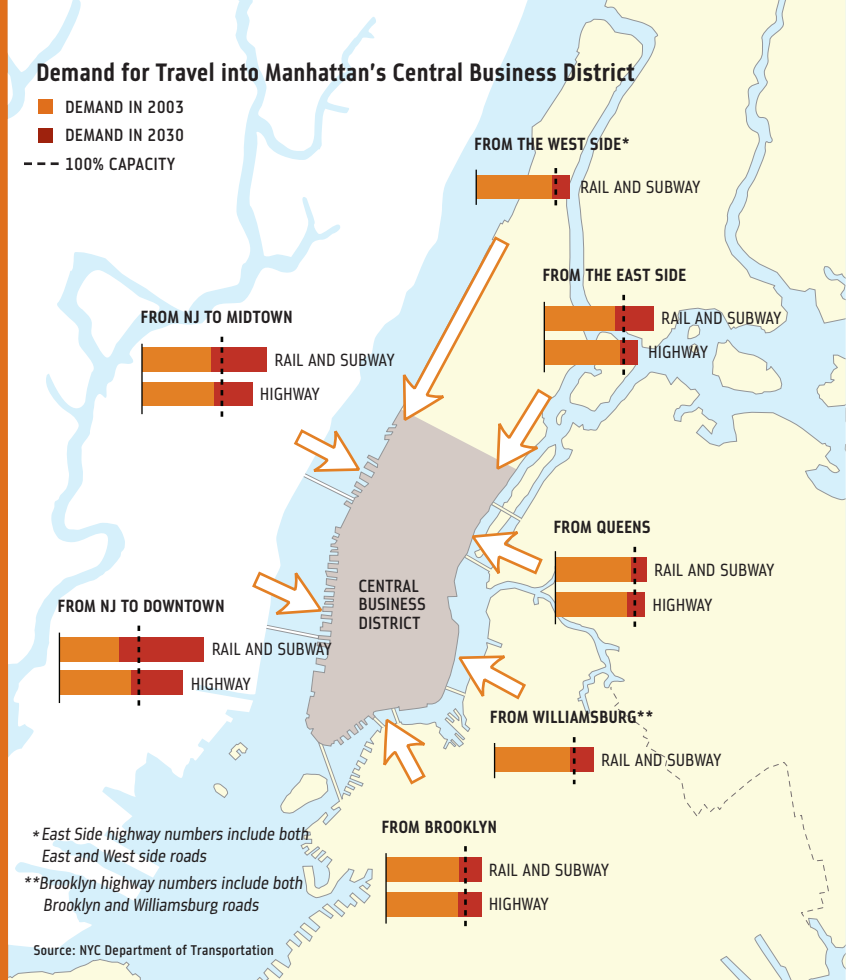 Demand for Travel into Manhattan's Central Business District
DEMAND IN 2003
DEMAND IN 2030
100% CAPACITY
FROM THE WEST SIDE*
RAIL AND SUBWAY
FROM THE EAST SIDE
RAIL AND SUBWAY
HIGHWAY
FROM NJ TO MIDTOWN
RAIL AND SUBWAY
HIGHWAY
FROM QUEENS
RAIL AND SUBWAY
HIGHWAY
CENTRAL
BUSINESS
DISTRICT
FROM NJ TO DOWNTOWN
RAIL AND SUBWAY
HIGHWAY
FROM WILLIAMSBURG**
RAIL AND SUBWAY
FROM BROOKLYN
RAIL AND SUBWAY
HIGHWAY
* East Side highway numbers include both
East and West side roads
**Brooklyn highway numbers include both
Brooklyn and Williamsburg roads
Source: NYC Department of Transportation